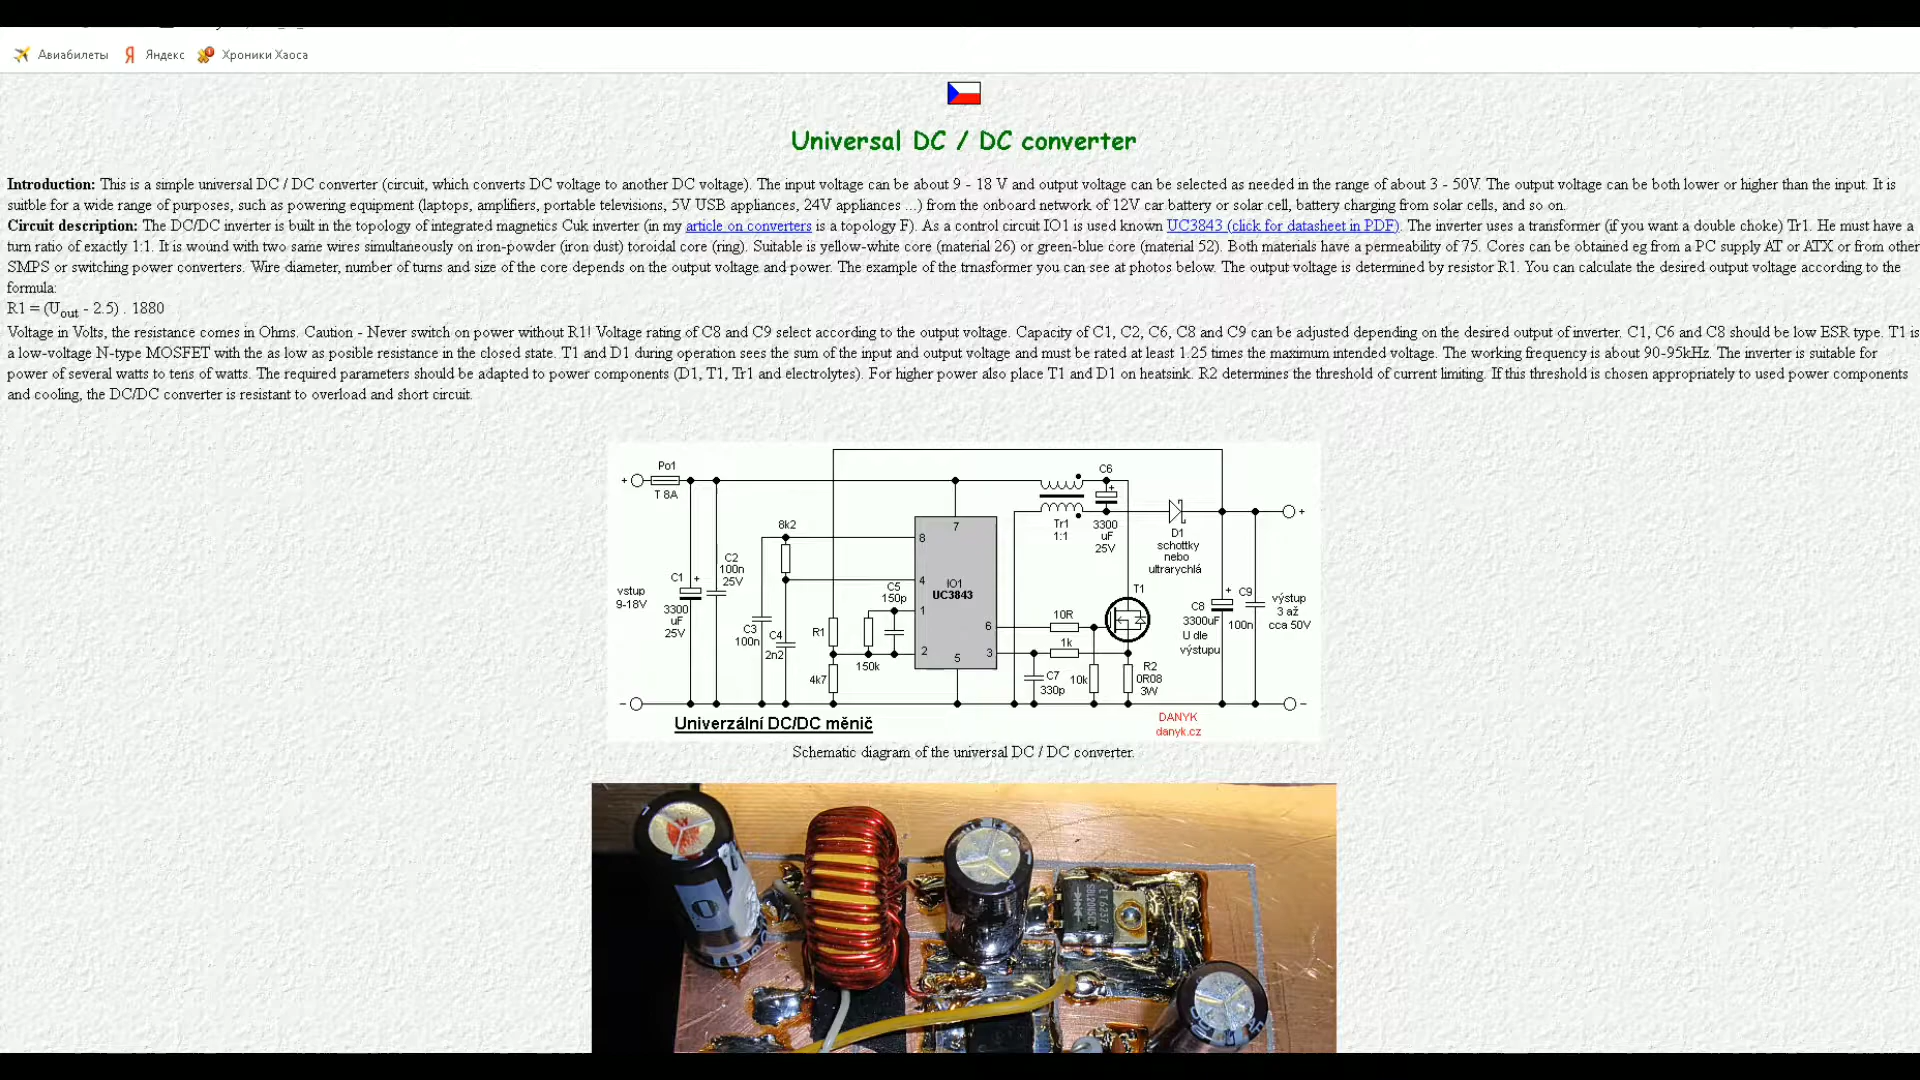 Авиабилеты Яндекс Хроники Хаоса
Universal DC / DC converter
Introduction: This is a simple universal DC / DC converter (circuit, which converts DC voltage to another DC voltage). The input voltage can be about 9 - 18 V and output voltage can be selected as needed in the range of about 3 - 50V. The output voltage can be both lower or higher than the input. It is
suitble for a wide range of purposes, such as powering equipment (laptops, amplifiers, portable televisions, 5V USB appliances, 24V appliances ...) from the onboard network of 12V car battery or solar cell, battery charging from solar cells, and so on.
Circuit description: The DC/DC inverter is built in the topology of integrated magnetics Cuk inverter (in my article on converters is a topology F). As a control circuit IO1 is used known UC3843 (click for datasheet in PDF). The inverter uses a transformer (if you want a double choke) Tr1. He must have a
turn ratio of exactly 1:1. It is wound with two same wires simultaneously on iron-powder (iron dust) toroidal core (ring). Suitable is yellow-white core (material 26) or green-blue core (material 52). Both materials have a permeability of 75. Cores can be obtained eg from a PC supply AT or ATX or from other
SMPS or switching power converters. Wire diameter, number of turns and size of the core depends on the output voltage and power. The example of the trnasformer you can see at photos below. The output voltage is determined by resistor R1. You can calculate the desired output voltage according to the
formula:
R1 = (Uout - 2.5) . 1880
Voltage in Volts, the resistance comes in Ohms. Caution - Never switch on power without R1! Voltage rating of C8 and C9 select according to the output voltage. Capacity of C1, C2, C6, C8 and C9 can be adjusted depending on the desired output of inverter. C1, C6 and C8 should be low ESR type. T1 is
a low-voltage N-type MOSFET with the as low as posible resistance in the closed state. T1 and D1 during operation sees the sum of the input and output voltage and must be rated at least 1.25 times the maximum intended voltage. The working frequency is about 90-95kHz. The inverter is suitable for
power of several watts to tens of watts. The required parameters should be adapted to power components (D1, T1, Tr1 and electrolytes). For higher power also place T1 and D1 on heatsink. R2 determines the threshold of current limiting. If this threshold is chosen appropriately to used power components
and cooling, the DC/DC converter is resistant to overload and short circuit.
+ Po1
T 8A
vstup
9-18V
C1 +
3300
uF
25V
C2
100n
25V
8k2
C3
100n
C4
2n2
R1
4k7
150k
C5
150p
7
8
4
1
2
5
6
3
IO1
UC3843
Tr1
1:1
C6
+
3300
uF
25V
D1
schottky
nebo
ultrarychlá
T1
10R
1k
C7
330p
10k
R2
0R08
3W
C8 +
3300uF
U dle
výstupu
C9
100n
+
výstup
3 až
cca 50V
−
−
Univerzální DC/DC měnič
DANYK
danyk.cz
Schematic diagram of the universal DC / DC converter.